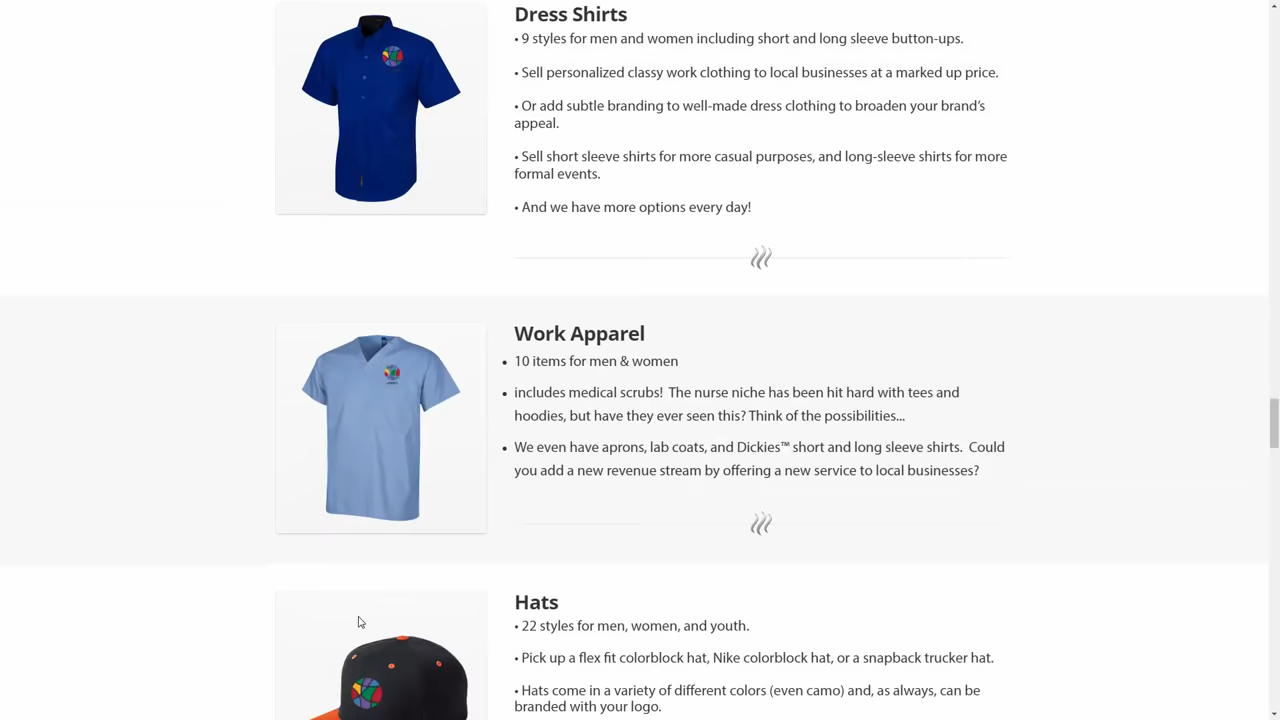 Dress Shirts
• 9 styles for men and women including short and long sleeve button-ups.
• Sell personalized classy work clothing to local businesses at a marked up price.
• Or add subtle branding to well-made dress clothing to broaden your brand's
appeal.
• Sell short sleeve shirts for more casual purposes, and long-sleeve shirts for more
formal events.
• And we have more options every day!
Work Apparel
• 10 items for men & women
• includes medical scrubs!  The nurse niche has been hit hard with tees and
hoodies, but have they ever seen this? Think of the possibilities...
• We even have aprons, lab coats, and Dickies™ short and long sleeve shirts.  Could
you add a new revenue stream by offering a new service to local businesses?
Hats
• 22 styles for men, women, and youth.
• Pick up a flex fit colorblock hat, Nike colorblock hat, or a snapback trucker hat.
• Hats come in a variety of different colors (even camo) and, as always, can be
branded with your logo.